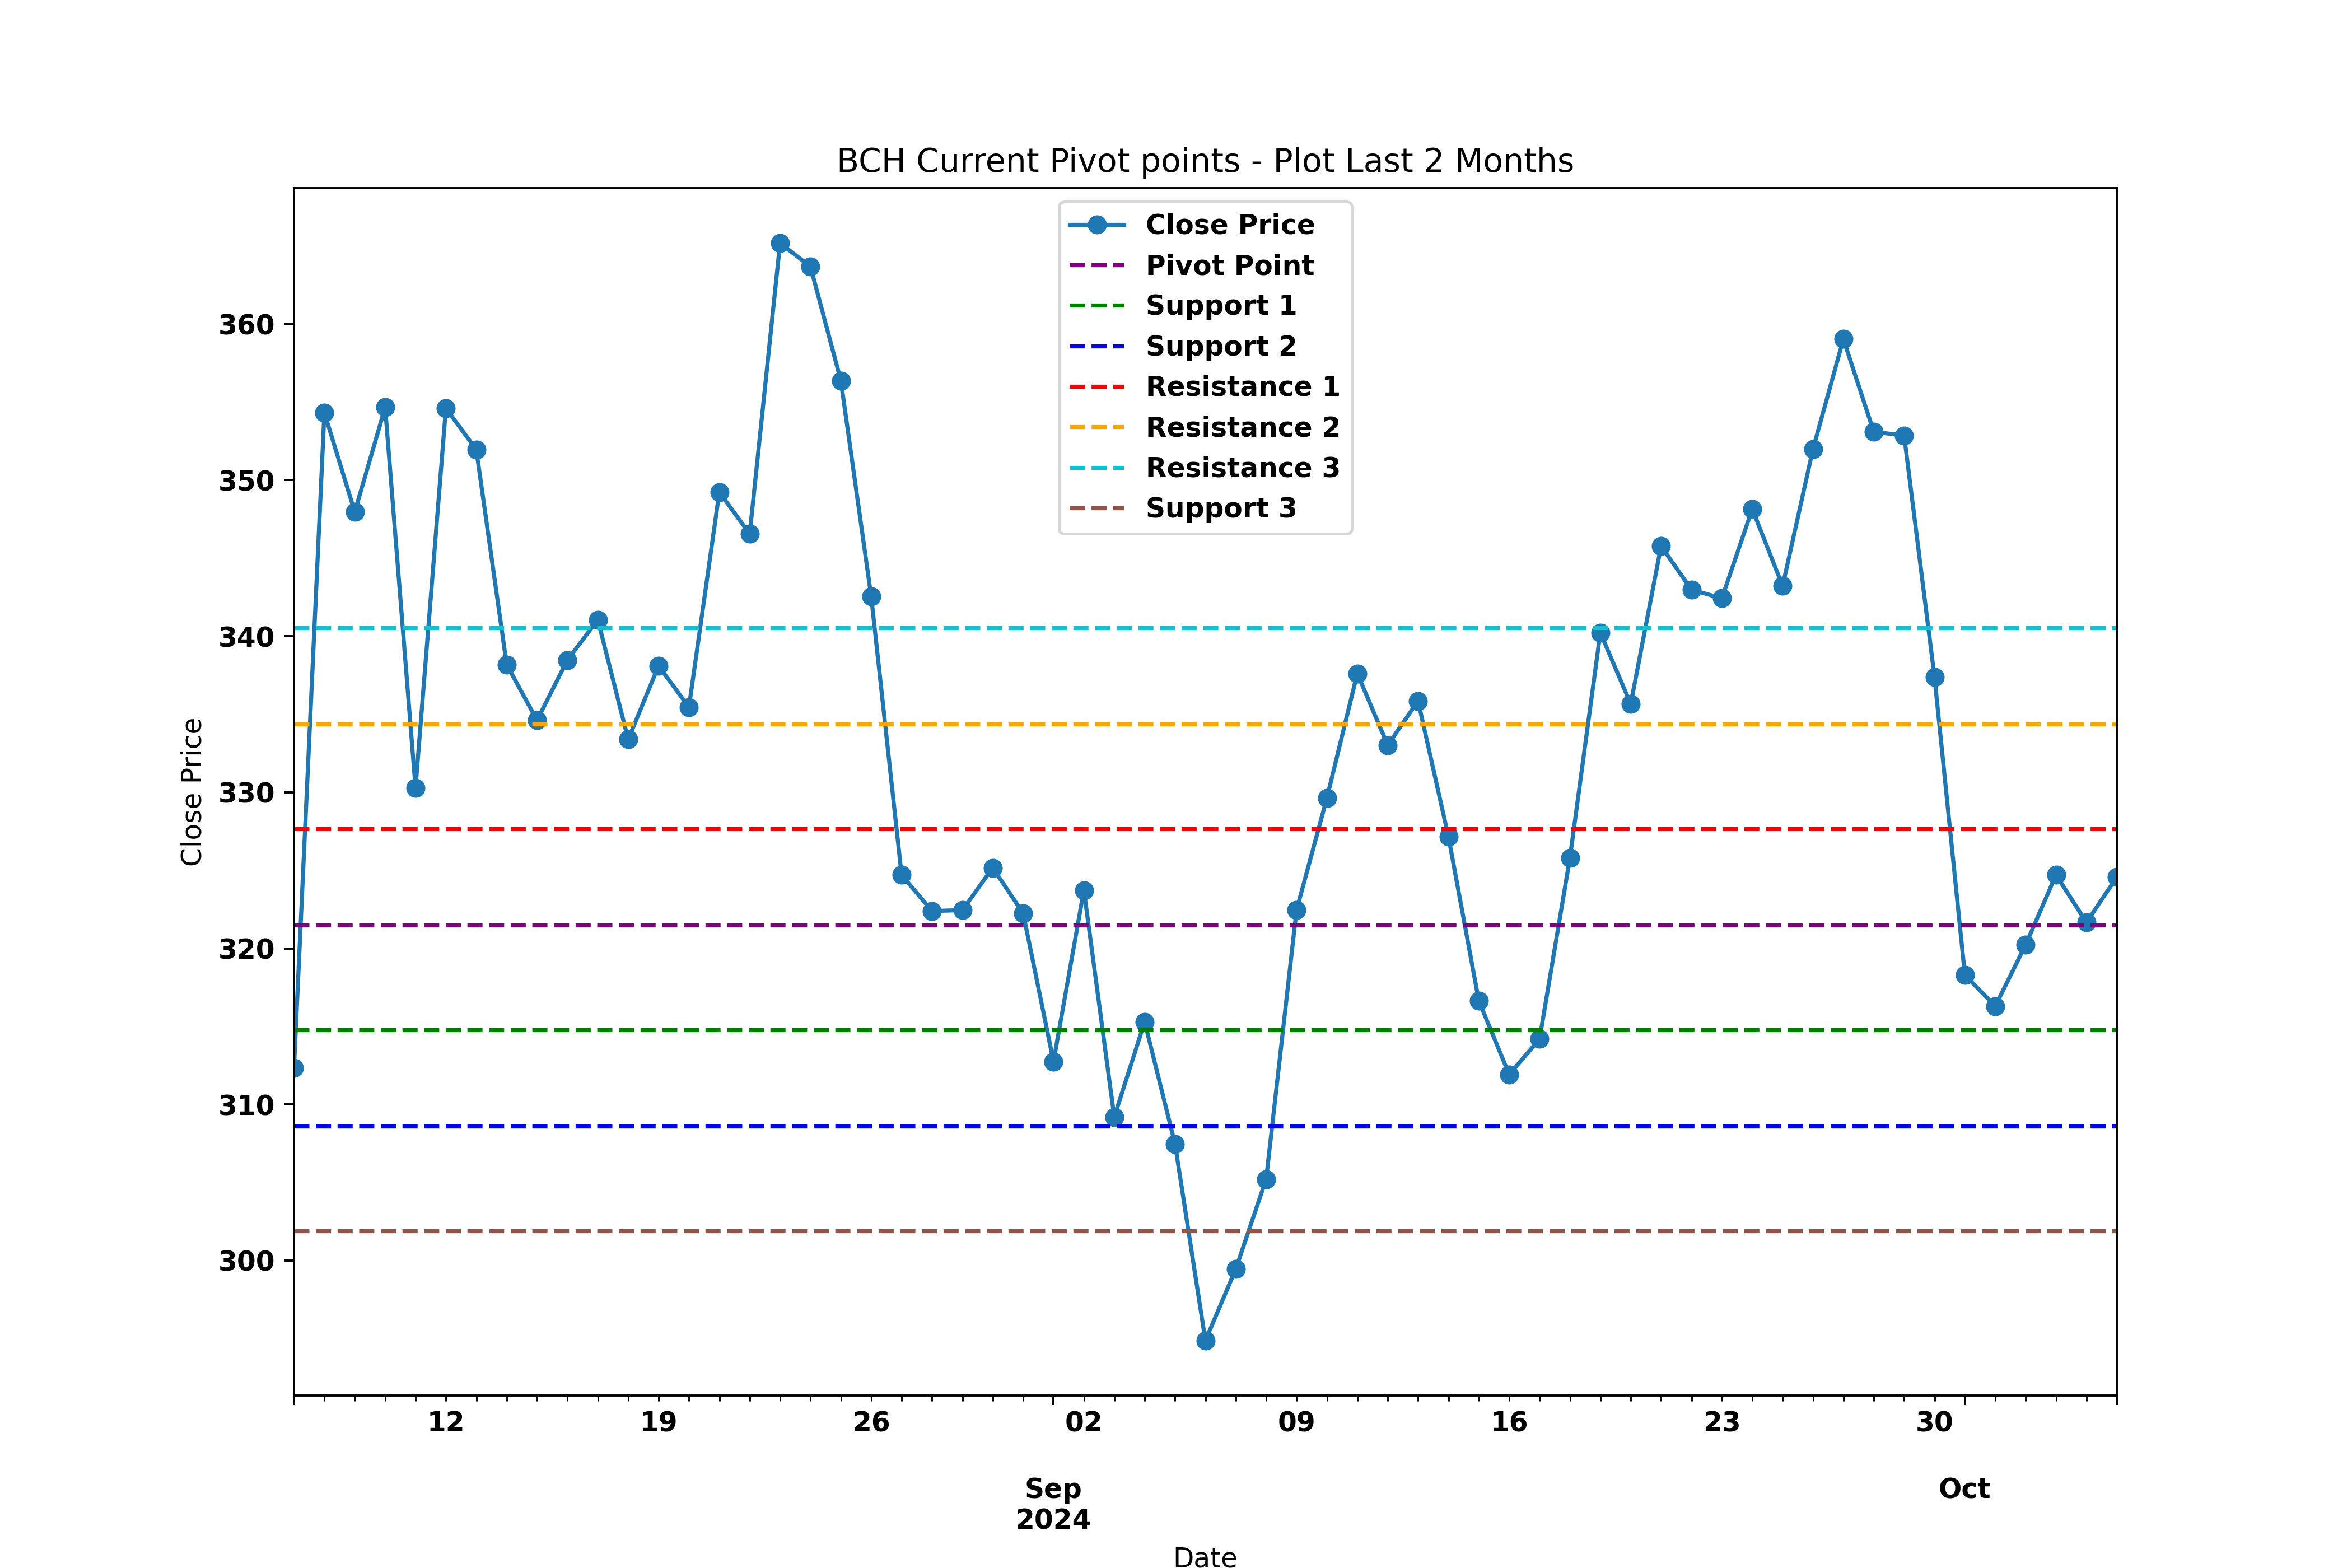 BCH Current Pivot points - Plot Last 2 Months
Close Price
Pivot Point
Support 1
Support 2
Resistance 1
Resistance 2
Resistance 3
Support 3
Close Price
360
350
340
330
320
310
300
12 19 26 02 09 16 23 30
Sep Oct
2024
Date